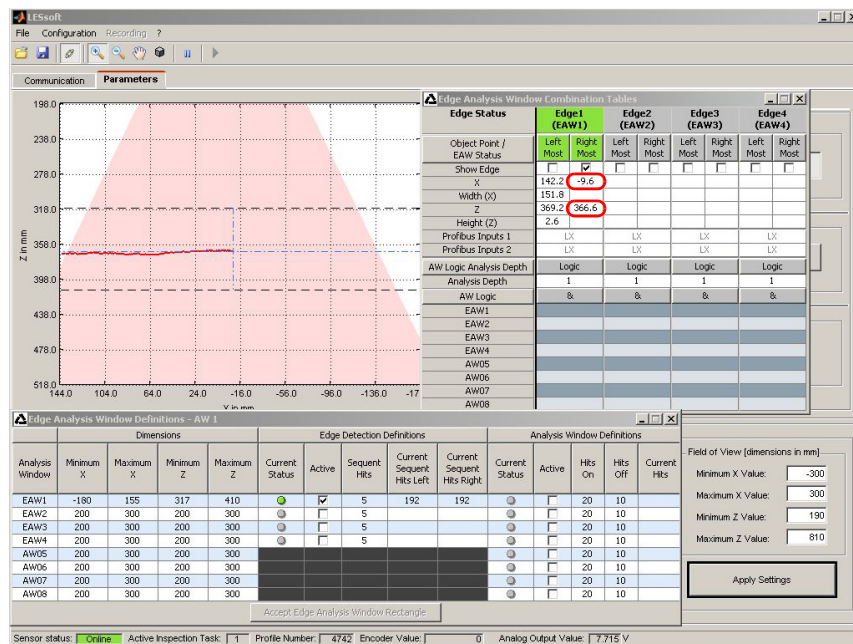 LESsoft
File Configuration Recording ?
Communication Parameters
198.0
238.0
278.0
318.0
358.0
398.0
438.0
478.0
518.0
Z in mm
144.0 104.0 64.0 24.0 -16.0 -56.0 -96.0 -136.0 -17
Edge Analysis Window Combination Tables
Edge Status Edge1 (EAW1) Edge2 (EAW2) Edge3 (EAW3) Edge4 (EAW4)
Object Point / EAW Status Left Most Right Most Left Most Right Most Left Most Right Most Left Most Right Most
Show Edge
X 142.2 -9.6
Width (X) 151.8
Z 369.2 366.6
Height (Z) 2.6
Profibus Inputs 1 LX LX LX LX
Profibus Inputs 2 LX LX LX LX
AW Logic Analysis Depth Logic Logic Logic Logic
Analysis Depth 1 1 1 1
AW Logic & & & &
EAW1
EAW2
EAW3
EAW4
AW05
AW06
AW07
AW08
Edge Analysis Window Definitions - AW 1
Dimensions Edge Detection Definitions Analysis Window Definitions
Analysis Window Minimum X Maximum X Minimum Z Maximum Z Current Status Active Sequent Hits Current Sequent Hits Left Current Sequent Hits Right Current Status Active Hits On Hits Off Current Hits
EAW1 -180 155 317 410 5 192 192 20 10
EAW2 200 300 200 300 5 20 10
EAW3 200 300 200 300 5 20 10
EAW4 200 300 200 300 5 20 10
AW05 200 300 200 300 20 10
AW06 200 300 200 300 20 10
AW07 200 300 200 300 20 10
AW08 200 300 200 300 20 10
Accept Edge Analysis Window Rectangle
Field of View [dimensions in mm]
Minimum X Value: -300
Maximum X Value: 300
Minimum Z Value: 190
Maximum Z Value: 810
Apply Settings
Sensor status: Online Active Inspection Task: 1 Profile Number: 4742 Encoder Value: 0 Analog Output Value: 7.715 V